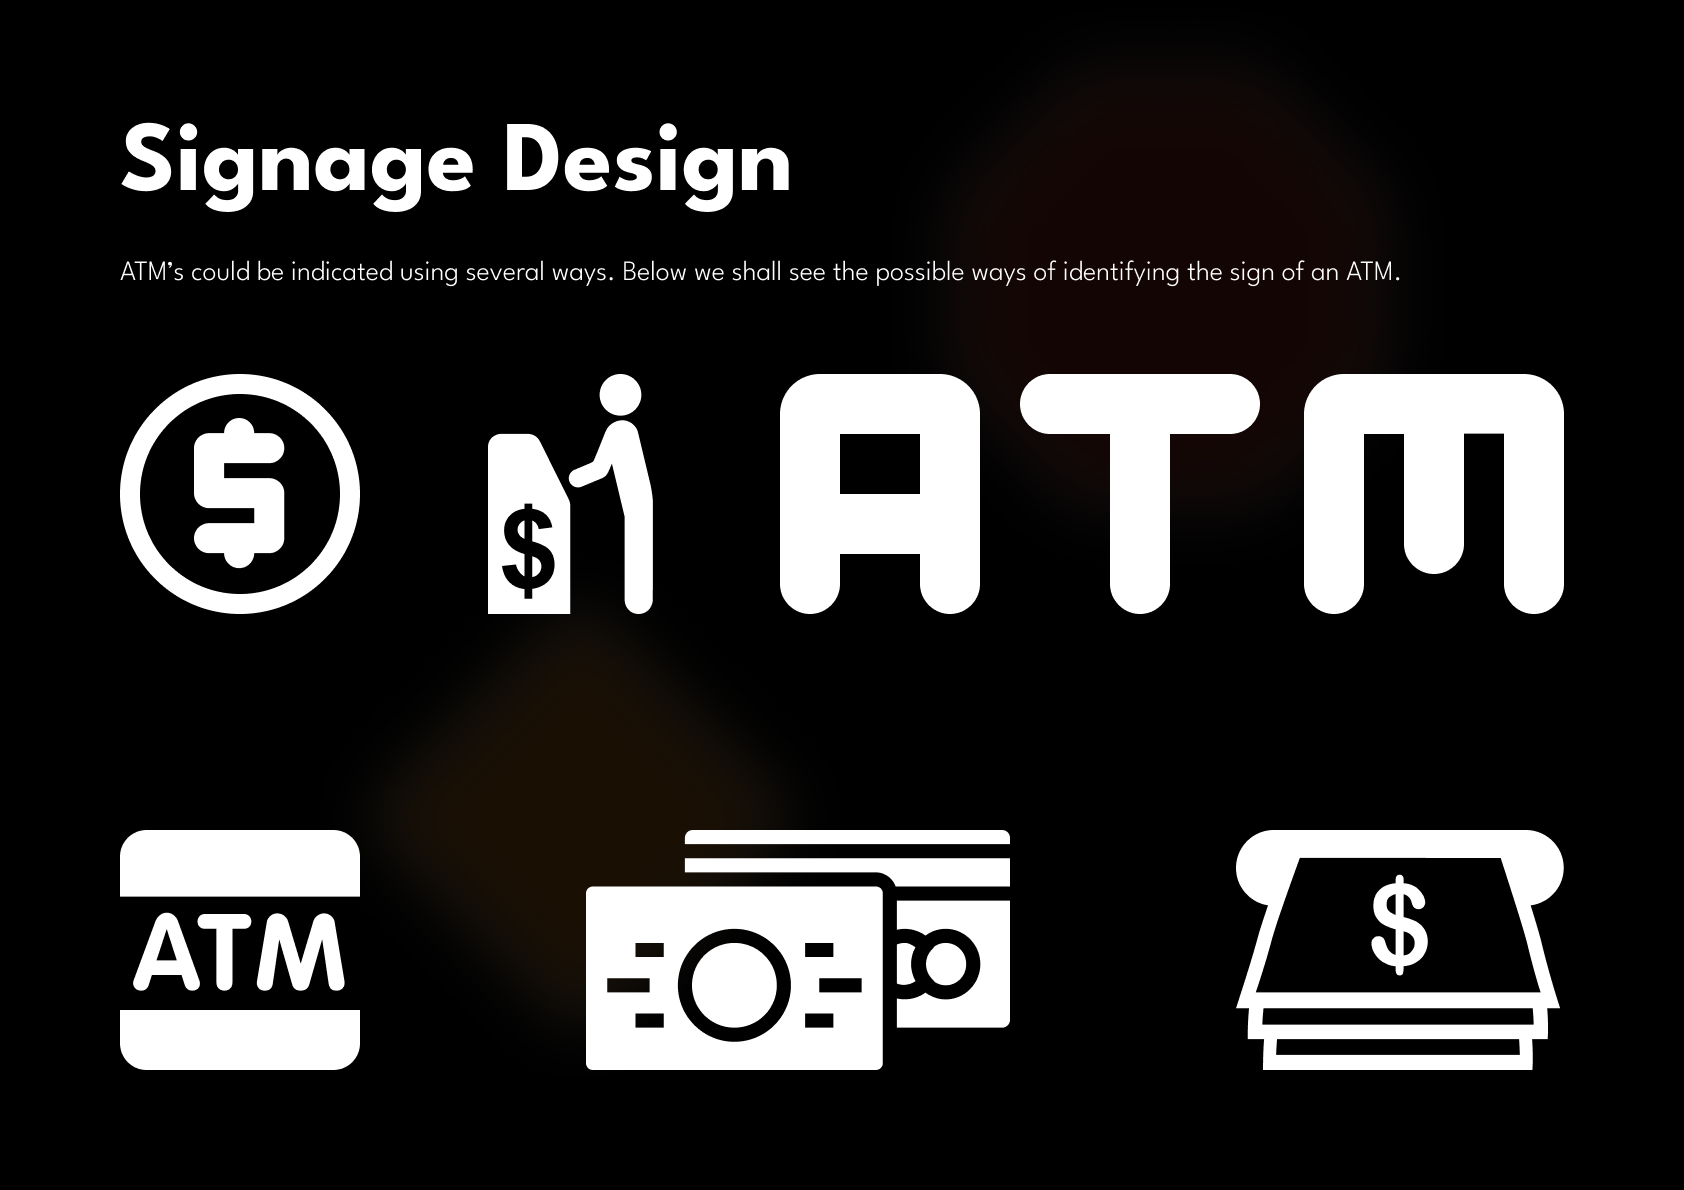 Signage Design
ATM’s could be indicated using several ways. Below we shall see the possible ways of identifying the sign of an ATM.
$
$
ATM
ATM
$